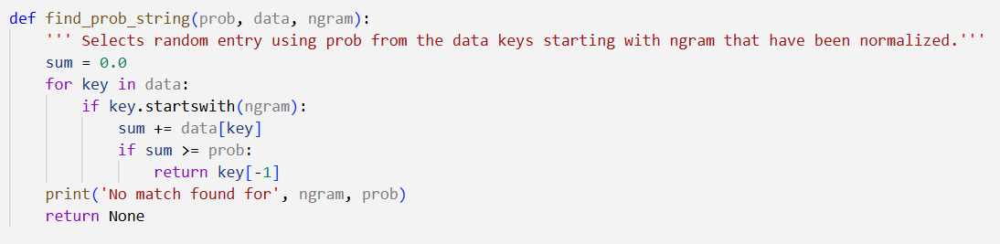 def find_prob_string(prob, data, ngram):
    ''' Selects random entry using prob from the data keys starting with ngram that have been normalized.'''
    sum = 0.0
    for key in data:
        if key.startswith(ngram):
            sum += data[key]
            if sum >= prob:
                return key[-1]
    print('No match found for', ngram, prob)
    return None